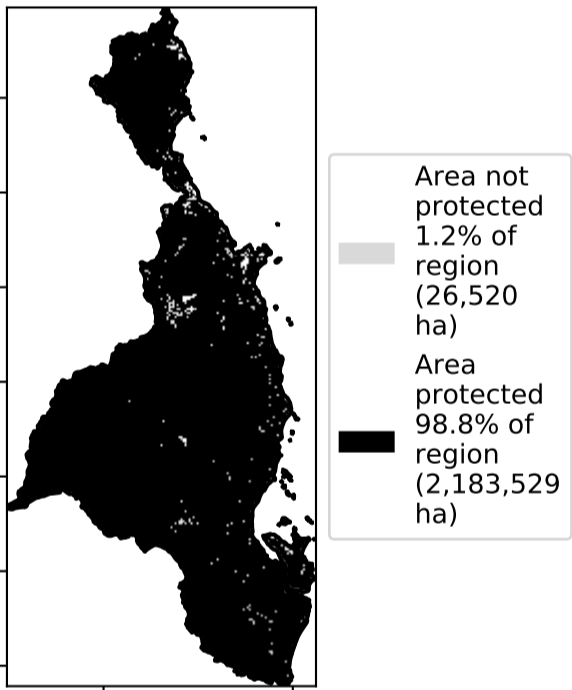 Area not
protected
1.2% of
region
(26,520
ha)
Area
protected
98.8% of
region
(2,183,529
ha)